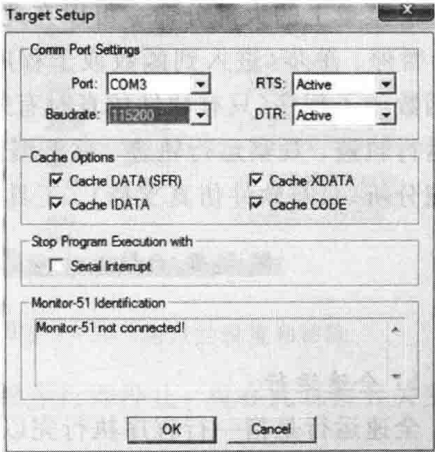 Target Setup
Comm Port Settings
Port: COM3 RTS: Active
Baudrate: 115200 DTR: Active
Cache Options
Cache DATA (SFR) Cache XDATA
Cache IDATA Cache CODE
Stop Program Execution with
Serial Interrupt
Monitor-51 Identification
Monitor-51 not connected!
OK Cancel